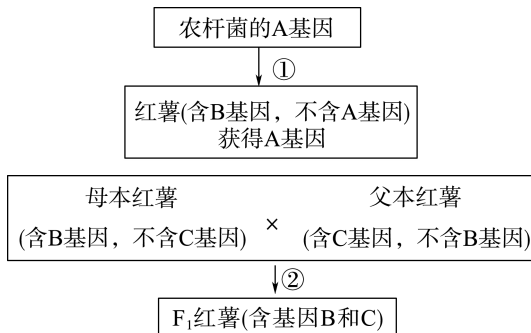 农杆菌的A基因
①
红薯(含B基因，不含A基因)
获得A基因
母本红薯 × 父本红薯
(含B基因，不含C基因) (含C基因，不含B基因)
②
F₁红薯(含基因B和C)